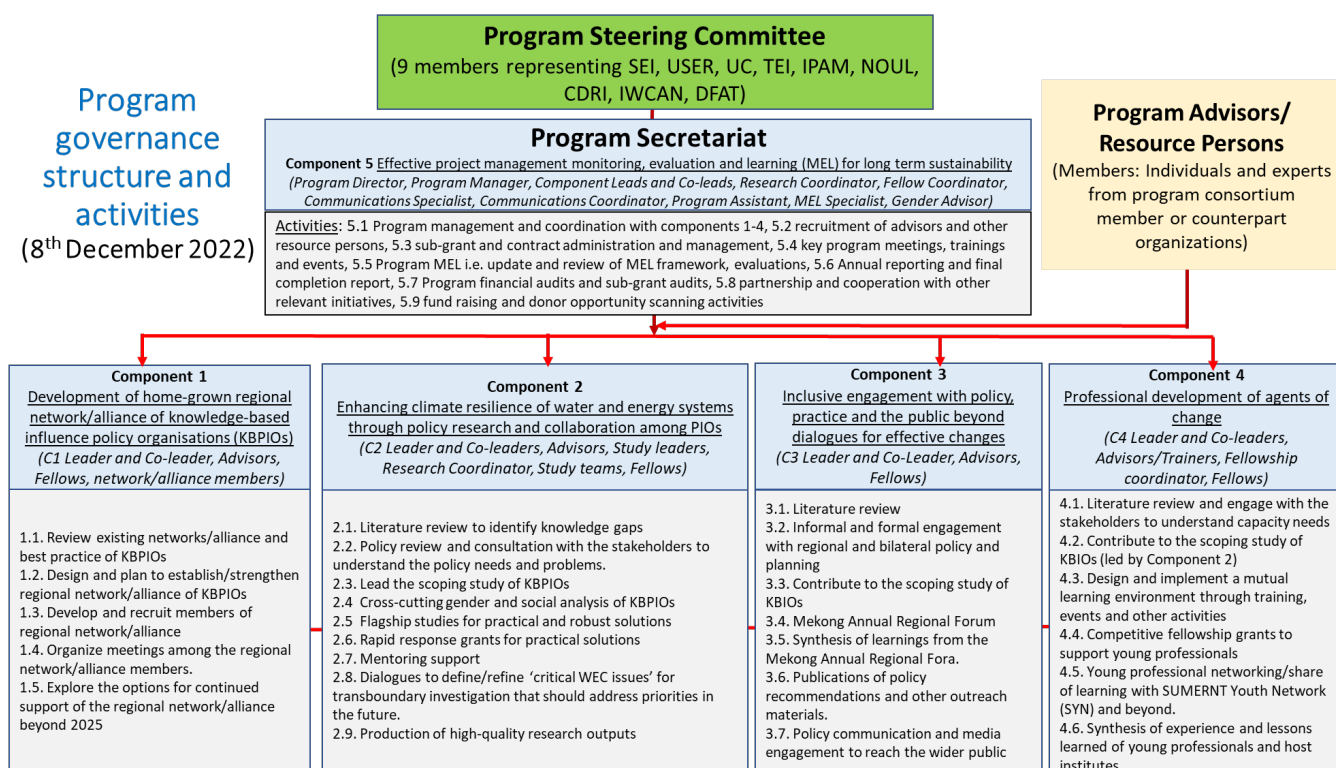 Program Steering Committee
(9 members representing SEI, USER, UC, TEI, IPAM, NOUL,
CDRI, IWCAN, DFAT)
Program
governance
structure and
activities
(8th December 2022)
Program Secretariat
Component 5 Effective project management monitoring, evaluation and learning (MEL) for long term sustainability
(Program Director, Program Manager, Component Leads and Co-leads, Research Coordinator, Fellow Coordinator,
Communications Specialist, Communications Coordinator, Program Assistant, MEL Specialist, Gender Advisor)
Activities: 5.1 Program management and coordination with components 1-4, 5.2 recruitment of advisors and other
resource persons, 5.3 sub-grant and contract administration and management, 5.4 key program meetings, trainings
and events, 5.5 Program MEL i.e. update and review of MEL framework, evaluations, 5.6 Annual reporting and final
completion report, 5.7 Program financial audits and sub-grant audits, 5.8 partnership and cooperation with other
relevant initiatives, 5.9 fund raising and donor opportunity scanning activities
Program Advisors/
Resource Persons
(Members: Individuals and experts
from program consortium
member or counterpart
organizations)
Component 1
Development of home-grown regional
network/alliance of knowledge-based
influence policy organisations (KBPIOs)
(C1 Leader and Co-leader, Advisors,
Fellows, network/alliance members)
1.1. Review existing networks/alliance and
best practice of KBPIOs
1.2. Design and plan to establish/strengthen
regional network/alliance of KBPIOs
1.3. Develop and recruit members of
regional network/alliance
1.4. Organize meetings among the regional
network/alliance members.
1.5. Explore the options for continued
support of the regional network/alliance
beyond 2025
Component 2
Enhancing climate resilience of water and energy systems
through policy research and collaboration among PIOs
(C2 Leader and Co-leaders, Advisors, Study leaders,
Research Coordinator, Study teams, Fellows)
2.1. Literature review to identify knowledge gaps
2.2. Policy review and consultation with the stakeholders to
understand the policy needs and problems.
2.3. Lead the scoping study of KBPIOs
2.4 Cross-cutting gender and social analysis of KBPIOs
2.5 Flagship studies for practical and robust solutions
2.6. Rapid response grants for practical solutions
2.7. Mentoring support
2.8. Dialogues to define/refine ‘critical WEC issues’ for
transboundary investigation that should address priorities in
the future.
2.9. Production of high-quality research outputs
Component 3
Inclusive engagement with policy,
practice and the public beyond
dialogues for effective changes
(C3 Leader and Co-Leader, Advisors,
Fellows)
3.1. Literature review
3.2. Informal and formal engagement
with regional and bilateral policy and
planning
3.3. Contribute to the scoping study of
KBIOs
3.4. Mekong Annual Regional Forum
3.5. Synthesis of learnings from the
Mekong Annual Regional Fora.
3.6. Publications of policy
recommendations and other outreach
materials.
3.7. Policy communication and media
engagement to reach the wider public
Component 4
Professional development of agents of
change
(C4 Leader and Co-leaders,
Advisors/Trainers, Fellowship
coordinator, Fellows)
4.1. Literature review and engage with the
stakeholders to understand capacity needs
4.2. Contribute to the scoping study of
KBIOs (led by Component 2)
4.3. Design and implement a mutual
learning environment through training,
events and other activities
4.4. Competitive fellowship grants to
support young professionals
4.5. Young professional networking/share
of learning with SUMERNT Youth Network
(SYN) and beyond.
4.6. Synthesis of experience and lessons
learned of young professionals and host
institutes